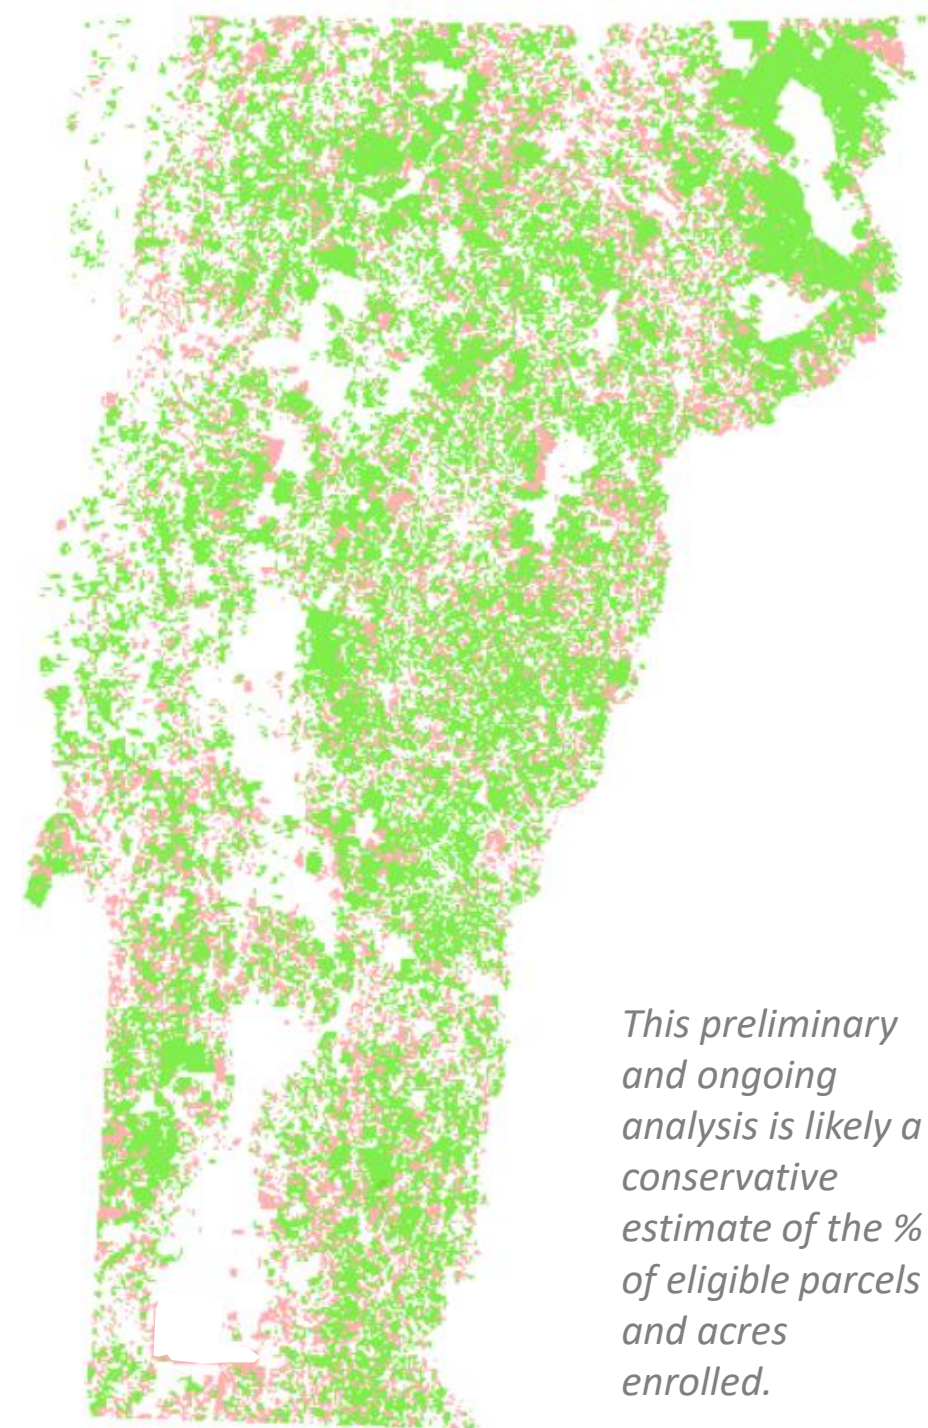 This preliminary
and ongoing
analysis is likely a
conservative
estimate of the %
of eligible parcels
and acres
enrolled.